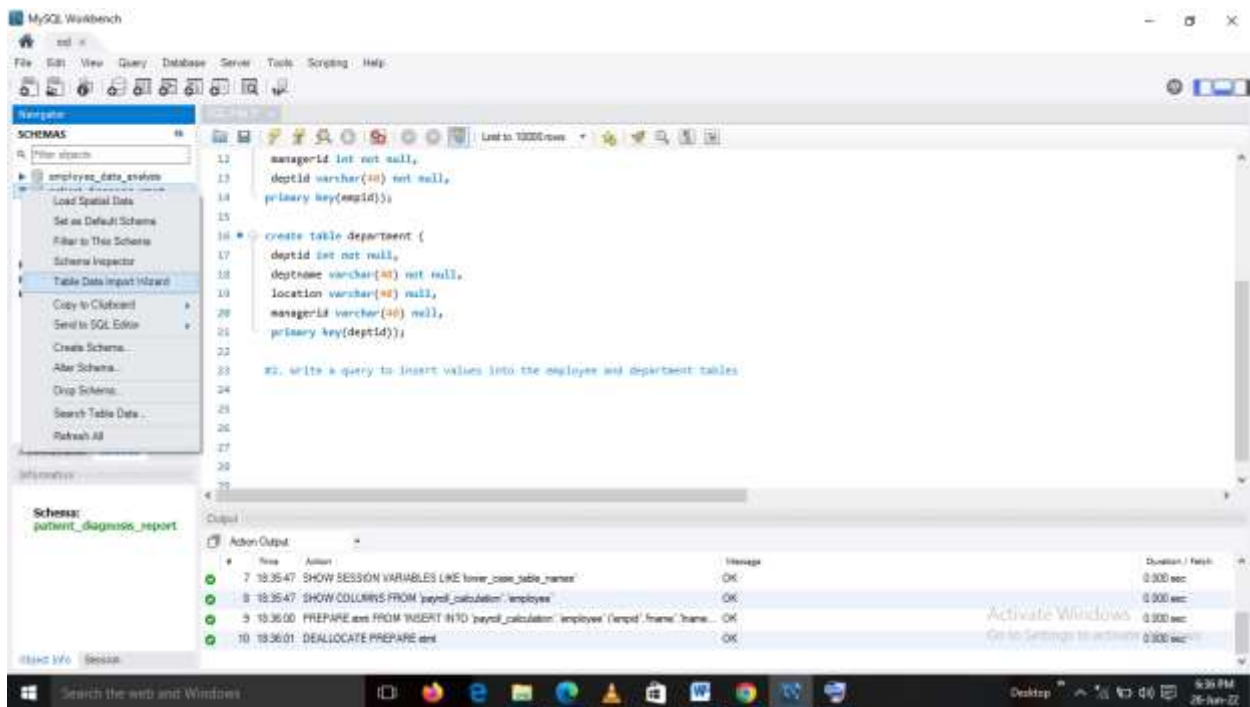 MySQL Workbench
File Edit View Query Database Server Tools Scripting Help
Navigator
SCHEMAS
Filter objects
employee_data_analysis
Load Spatial Data
Set as Default Schema
Filter to This Schema
Schema Inspector
Table Data Import Wizard
Copy to Clipboard
Send to SQL Editor
Create Schema...
Alter Schema...
Drop Schema...
Search Table Data...
Refresh All
Schema:
patient_diagnosis_report
Object Info Session
Limit to 10000 rows
12 managerid int not null,
13 deptid varchar(40) not null,
14 primary key(empid));
15
16 create table department (
17 deptid int not null,
18 deptname varchar(40) not null,
19 location varchar(40) null,
20 managerid varchar(40) null,
21 primary key(deptid));
22
23 #2. write a query to insert values into the employee and department tables
24
25
26
27
28
29
Output
Action Output
# Time Action Message Duration / Fetch
7 18:35:47 SHOW SESSION VARIABLES LIKE 'lower_case_table_names' OK 0.000 sec
8 18:35:47 SHOW COLUMNS FROM `payroll_calculation`.`employee` OK 0.000 sec
9 18:36:00 PREPARE stmt FROM 'INSERT INTO `payroll_calculation`.`employee` (`empid`,`fname`,`lname`... OK 0.000 sec
10 18:36:01 DEALLOCATE PREPARE stmt OK 0.000 sec
Activate Windows
Go to Settings to activate
Search the web and Windows
Desktop
6:36 PM
26-Jun-22